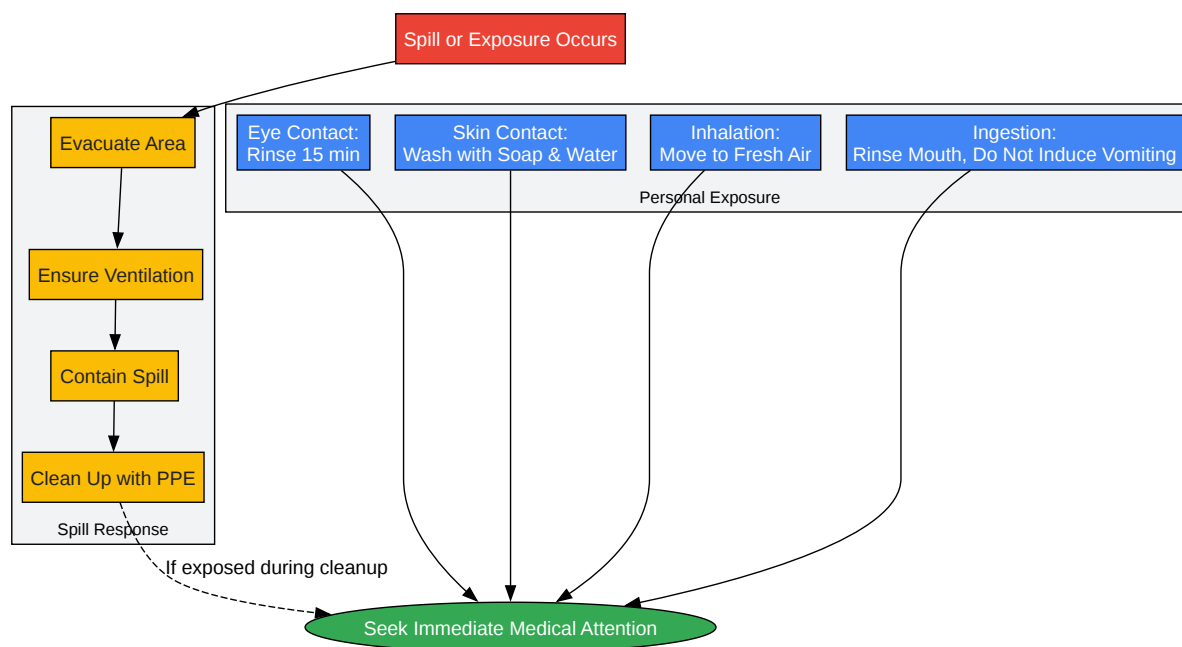 Spill or Exposure Occurs
Evacuate Area
Ensure Ventilation
Contain Spill
Clean Up with PPE
Spill Response
Eye Contact:
Rinse 15 min
Skin Contact:
Wash with Soap & Water
Inhalation:
Move to Fresh Air
Ingestion:
Rinse Mouth, Do Not Induce Vomiting
Personal Exposure
If exposed during cleanup
Seek Immediate Medical Attention